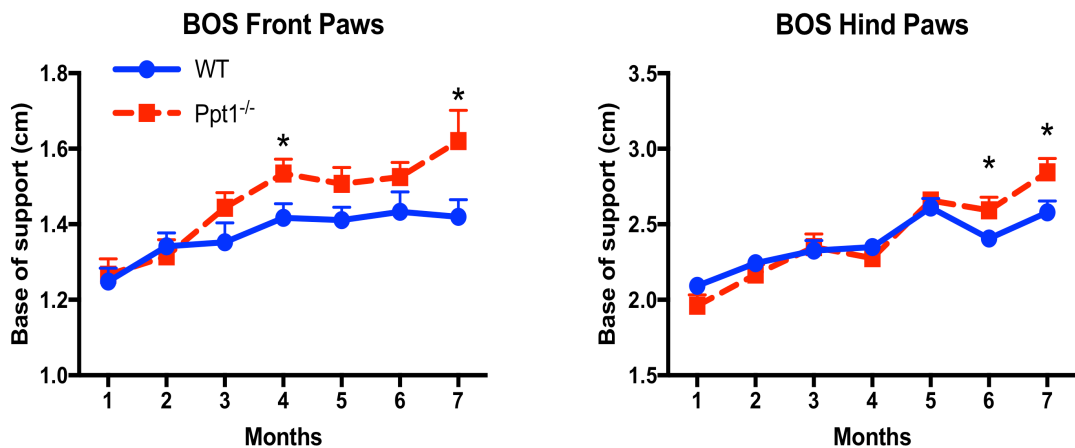 BOS Front Paws
WT
Ppt1-/-
Base of support (cm)
1.8
1.6
1.4
1.2
1.0
*
*
1 2 3 4 5 6 7
Months
BOS Hind Paws
Base of support (cm)
3.5
3.0
2.5
2.0
1.5
*
*
1 2 3 4 5 6 7
Months